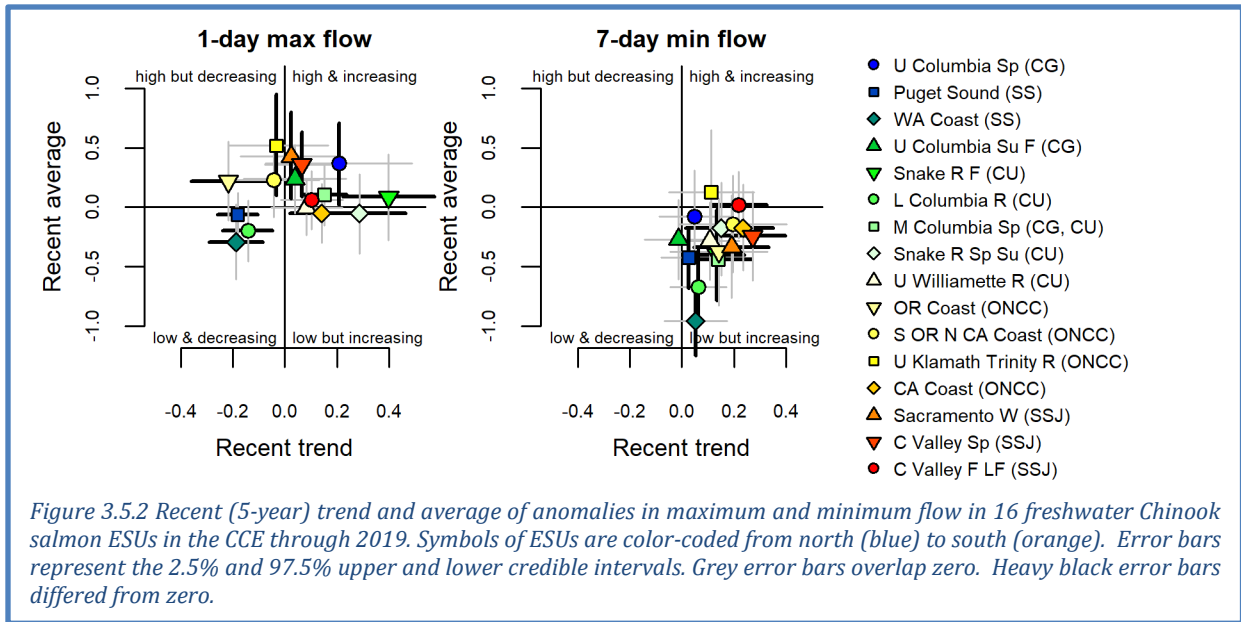 1-day max flow
high but decreasing
high & increasing
Recent average
1.0
0.5
0.0
-0.5
-1.0
low & decreasing
low but increasing
-0.4
-0.2
0.0
0.2
0.4
Recent trend
7-day min flow
high but decreasing
high & increasing
Recent average
1.0
0.5
0.0
-0.5
-1.0
low & decreasing
low but increasing
-0.4
-0.2
0.0
0.2
0.4
Recent trend
U Columbia Sp (CG)
Puget Sound (SS)
WA Coast (SS)
U Columbia Su F (CG)
Snake R F (CU)
L Columbia R (CU)
M Columbia Sp (CG, CU)
Snake R Sp Su (CU)
U Williamette R (CU)
OR Coast (ONCC)
S OR N CA Coast (ONCC)
U Klamath Trinity R (ONCC)
CA Coast (ONCC)
Sacramento W (SSJ)
C Valley Sp (SSJ)
C Valley F LF (SSJ)
Figure 3.5.2 Recent (5-year) trend and average of anomalies in maximum and minimum flow in 16 freshwater Chinook
salmon ESUs in the CCE through 2019. Symbols of ESUs are color-coded from north (blue) to south (orange). Error bars
represent the 2.5% and 97.5% upper and lower credible intervals. Grey error bars overlap zero. Heavy black error bars
differed from zero.